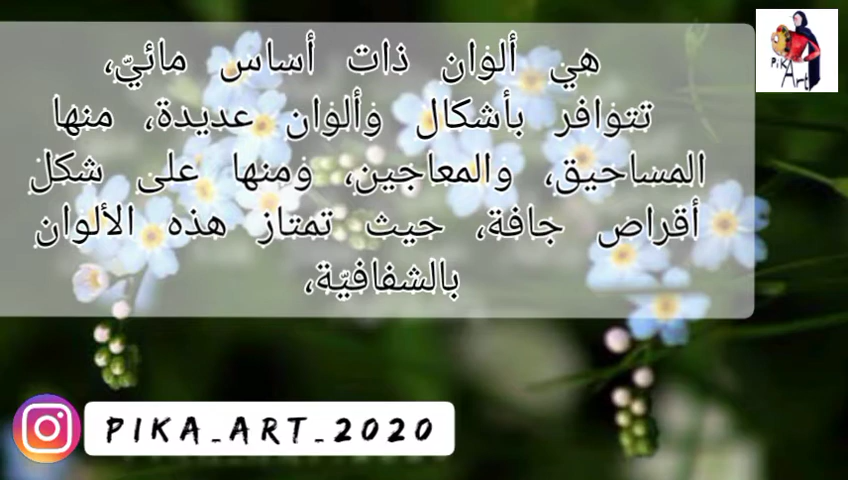 هي ألوان ذات أساس مائيّ،
تتوافر بأشكال وألوان عديدة، منها
المساحيق، والمعاجين، ومنها على شكل
أقراص جافة، حيث تمتاز هذه الألوان
بالشفافيّة،
PiKA
Art
PIKA_ART_2020